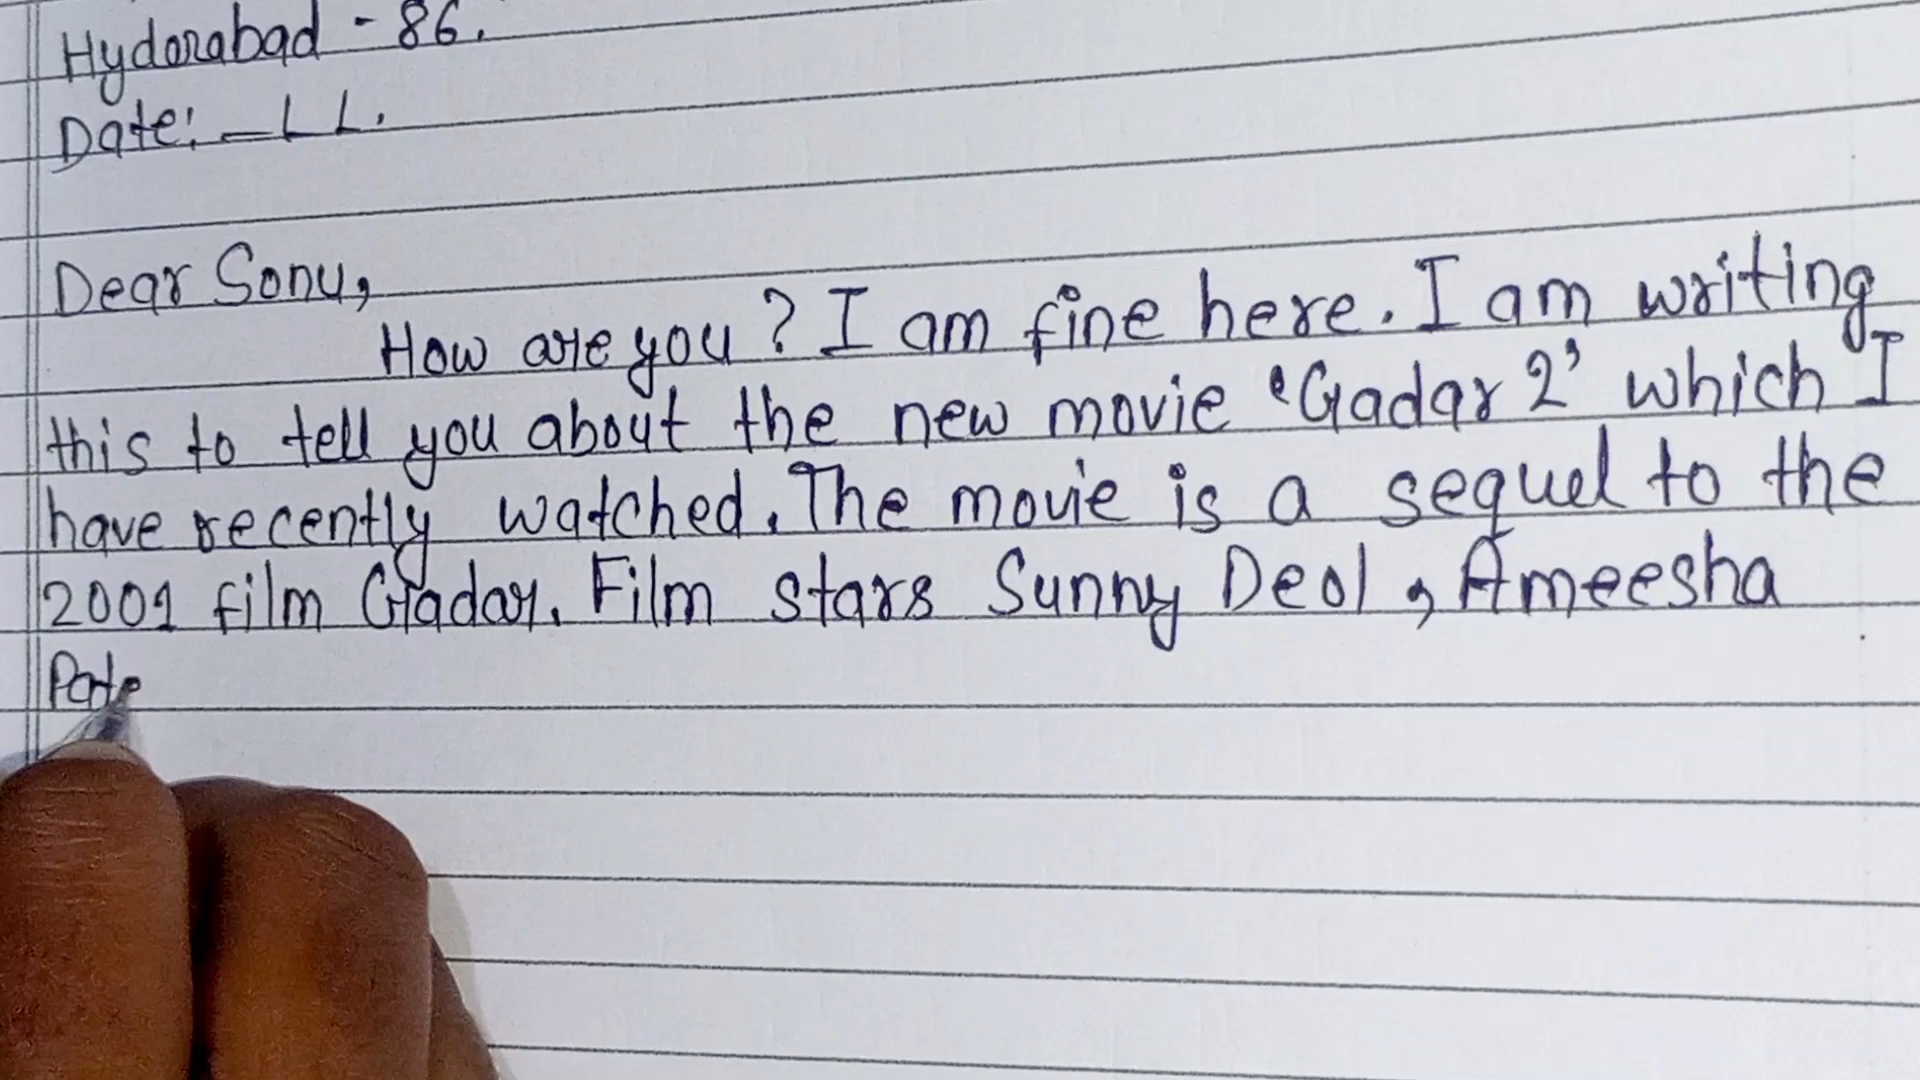 Hyderabad - 86.
Date: _ / /.
Dear Sonu,
How are you? I am fine here. I am writing
this to tell you about the new movie ‘Gadar 2’ which I
have recently watched. The movie is a sequel to the
2001 film Gadar. Film stars Sunny Deol, Ameesha
Pate